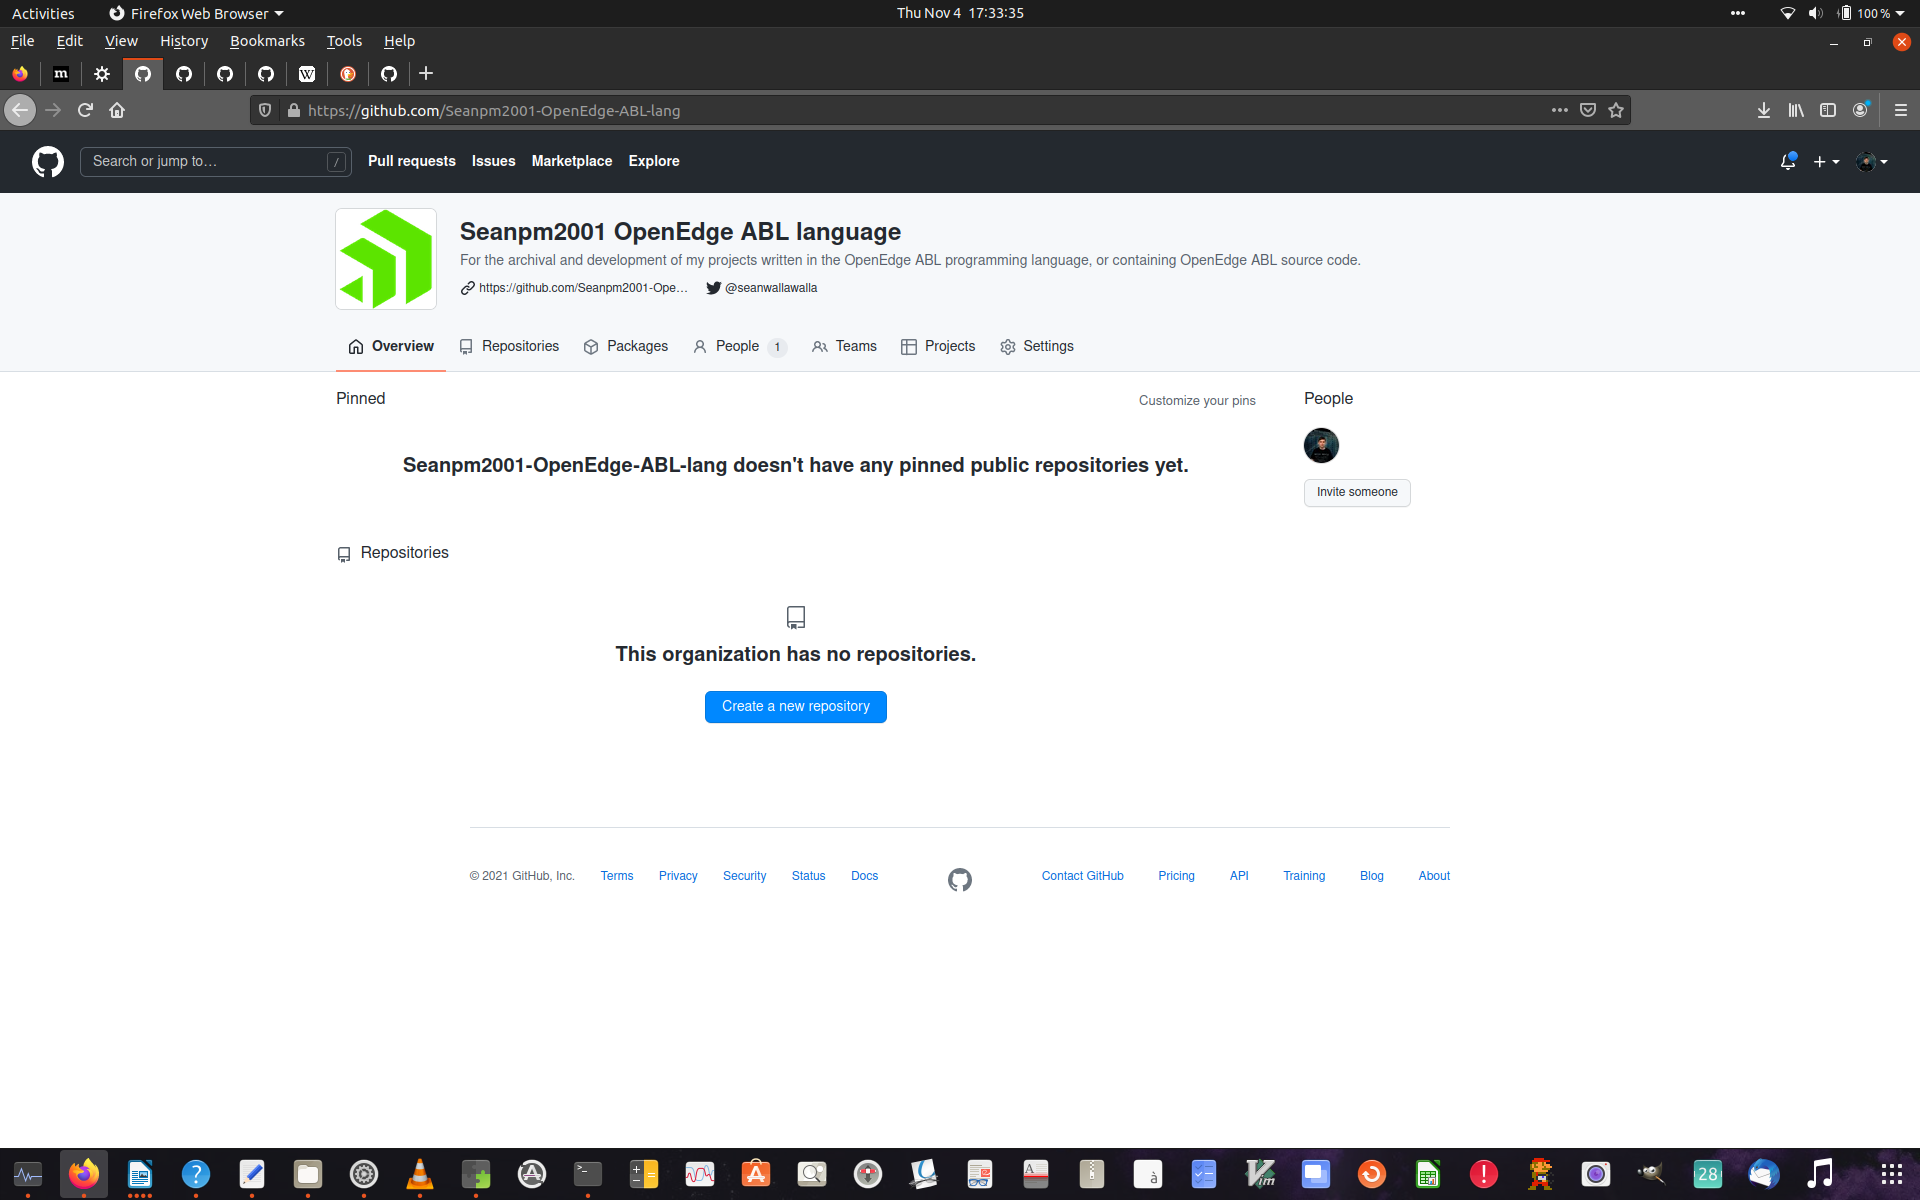 Activities Firefox Web Browser Thu Nov 4 17:33:35 100 %
File Edit View History Bookmarks Tools Help
m W
https://github.com/Seanpm2001-OpenEdge-ABL-lang
Search or jump to… / Pull requests Issues Marketplace Explore
Seanpm2001 OpenEdge ABL language
For the archival and development of my projects written in the OpenEdge ABL programming language, or containing OpenEdge ABL source code.
https://github.com/Seanpm2001-Ope… @seanwallawalla
Overview Repositories Packages People 1 Teams Projects Settings
Pinned Customize your pins People
Seanpm2001-OpenEdge-ABL-lang doesn't have any pinned public repositories yet.
Invite someone
Repositories
This organization has no repositories.
Create a new repository
© 2021 GitHub, Inc. Terms Privacy Security Status Docs Contact GitHub Pricing API Training Blog About
? >_ A à Vim ! 28